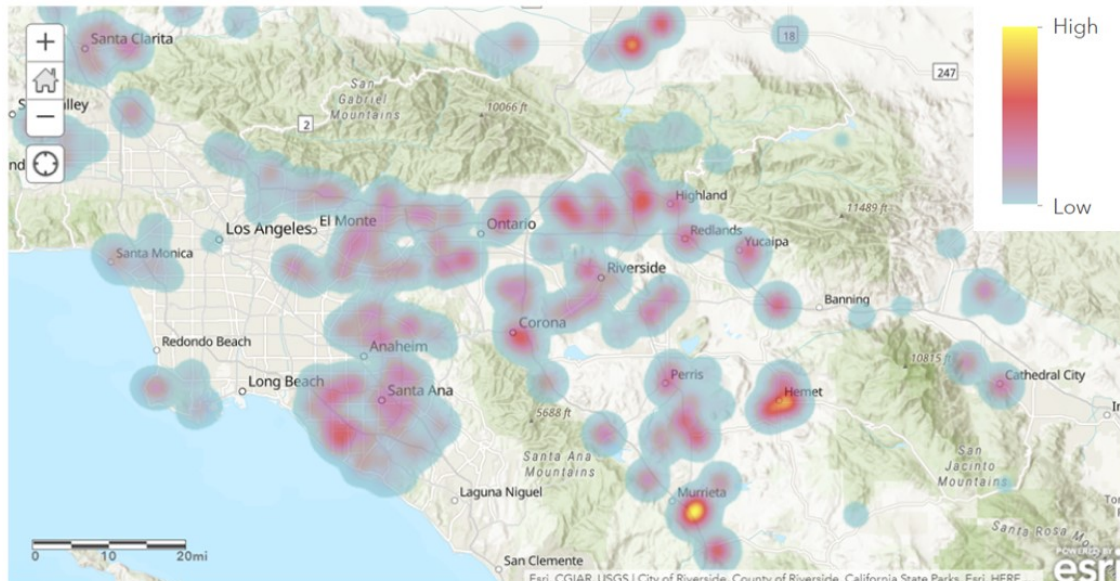 High
Low
+
−
Santa Clarita
18
247
San
Gabriel
Mountains
10066 ft
2
Highland
11489 ft
Los Angeles
El Monte
Ontario
Redlands
Yucaipa
Santa Monica
Riverside
Banning
Corona
Redondo Beach
Anaheim
10815 ft
Perris
Cathedral City
Long Beach
Santa Ana
Hemet
5688 ft
Santa Ana
Mountains
San
Jacinto
Mountains
Laguna Niguel
Murrieta
Santa Rosa
0
20mi
San Clemente
POWERED BY
esri
Esri, CGIAR, USGS | City of Riverside, County of Riverside, California State Parks, Esri, HERE